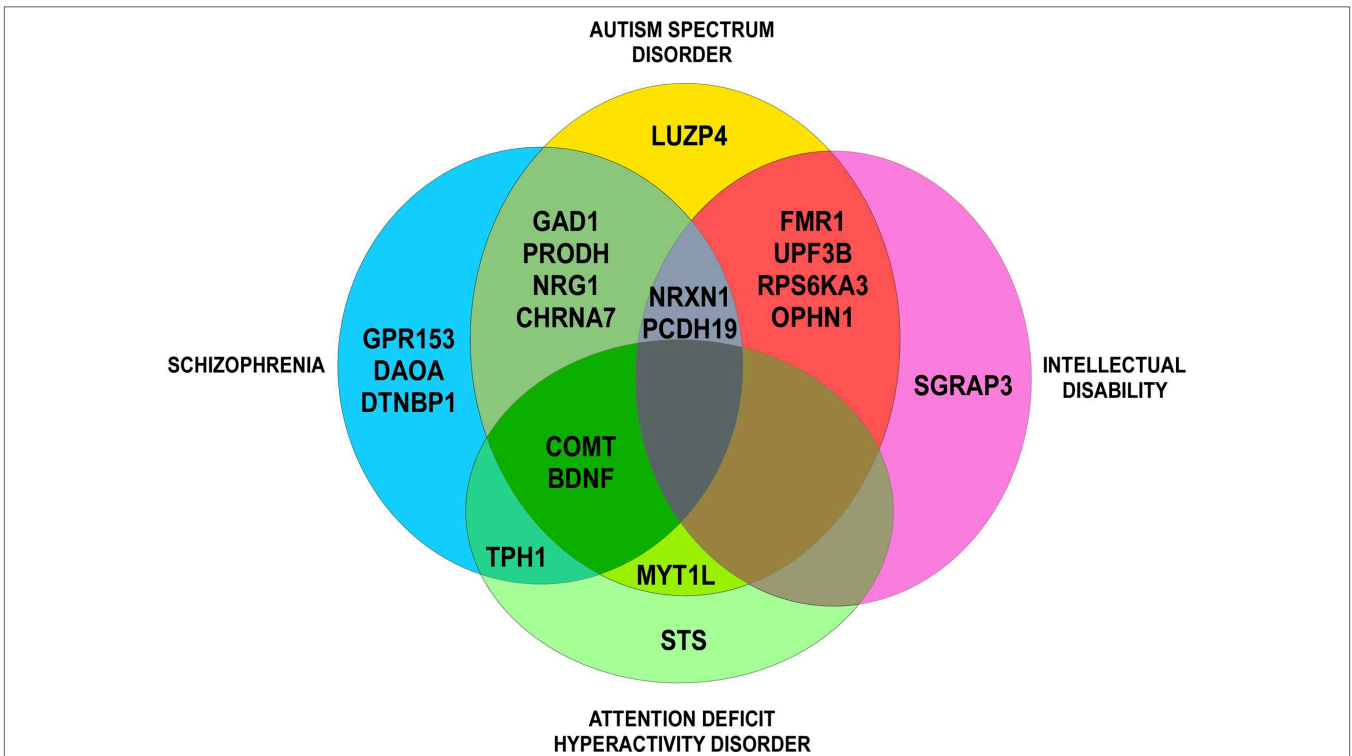 AUTISM SPECTRUM
DISORDER
LUZP4
GAD1
PRODH
NRG1
CHRNA7
FMR1
UPF3B
RPS6KA3
OPHN1
NRXN1
PCDH19
GPR153
DAOA
DTNBP1
SCHIZOPHRENIA
INTELLECTUAL
DISABILITY
SGRAP3
COMT
BDNF
TPH1
MYT1L
STS
ATTENTION DEFICIT
HYPERACTIVITY DISORDER